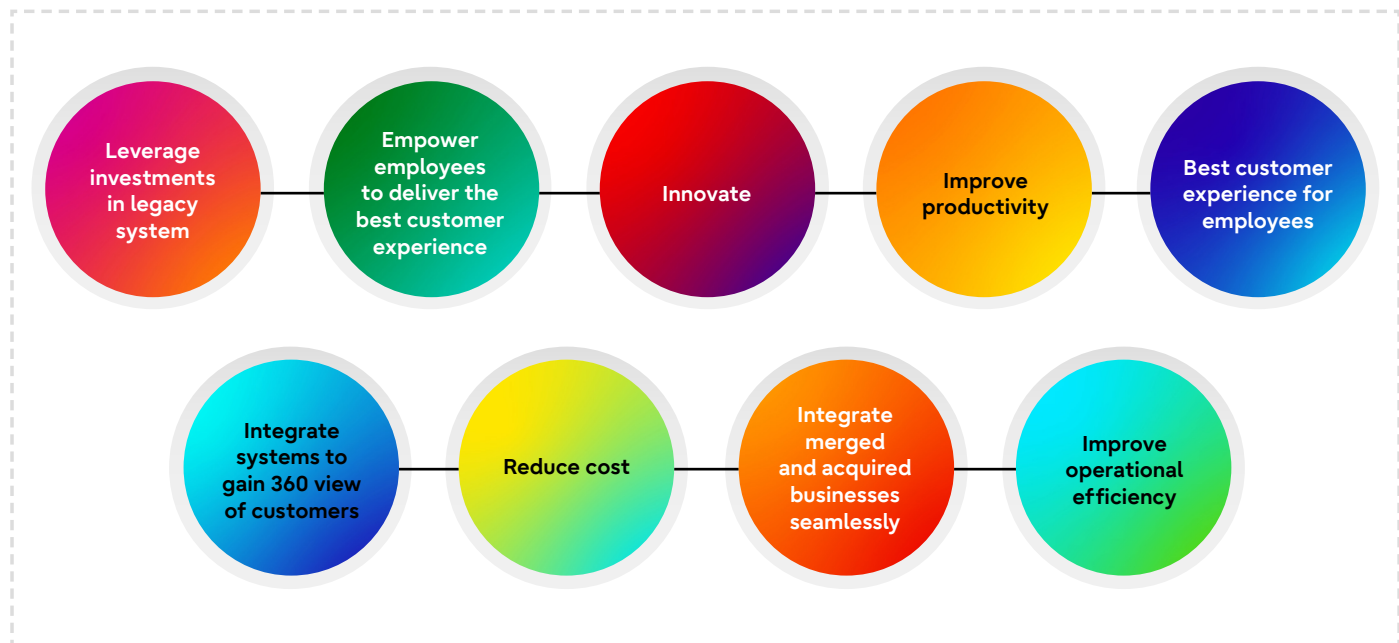 Leverage
investments
in legacy
system
Empower
employees
to deliver the
best customer
experience
Innovate
Improve
productivity
Best customer
experience for
employees
Integrate
systems to
gain 360 view
of customers
Reduce cost
Integrate
merged
and acquired
businesses
seamlessly
Improve
operational
efficiency